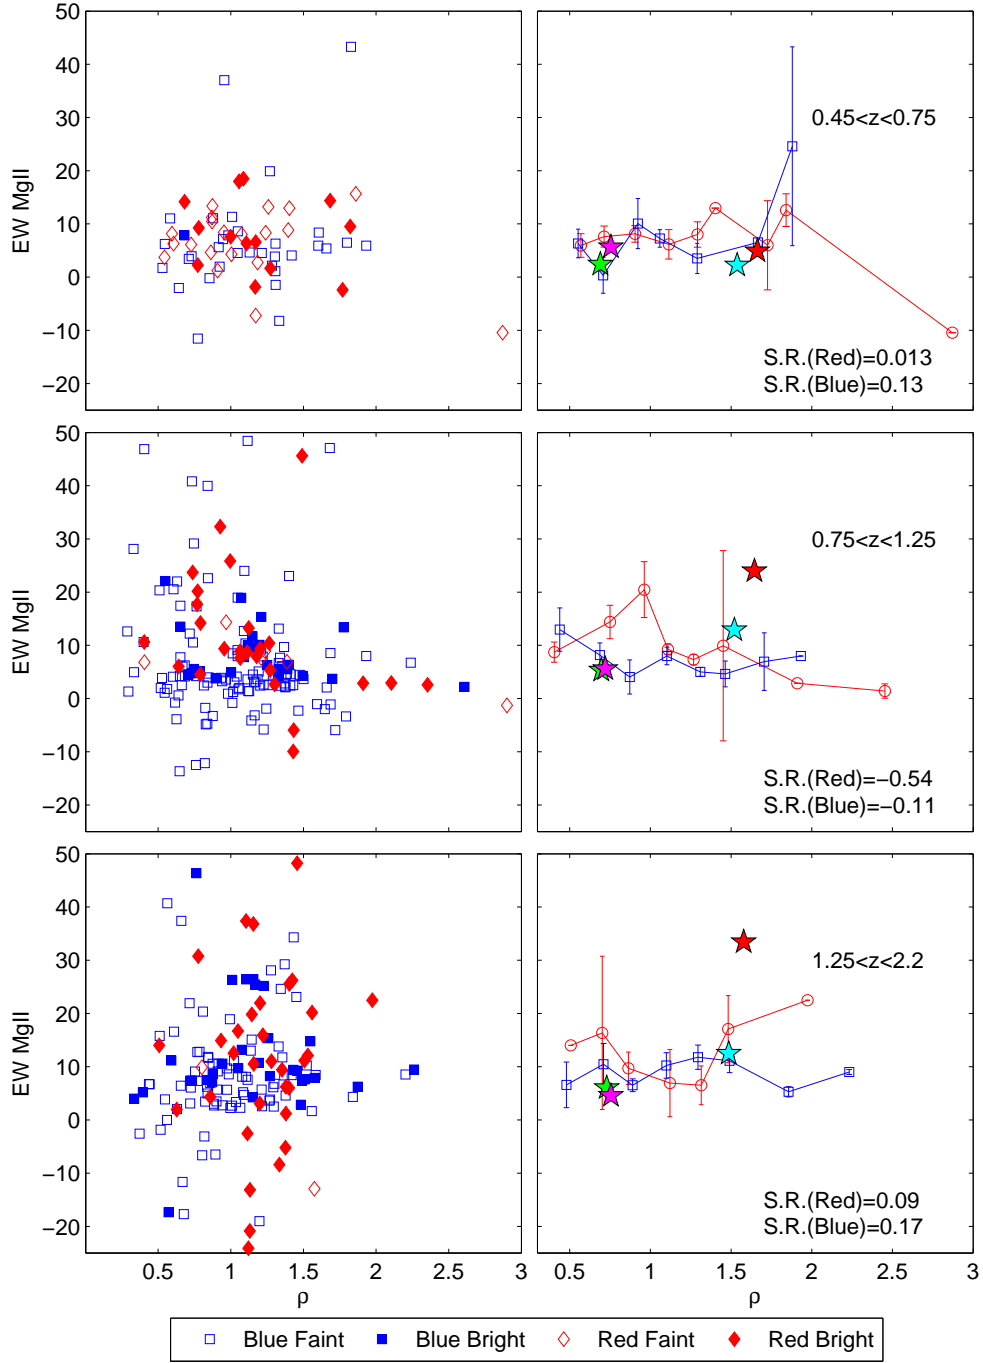 50
40
30
20
10
0
−10
−20
EW MgII
0.45<z<0.75
S.R.(Red)=0.013
S.R.(Blue)=0.13
50
40
30
20
10
0
−10
−20
EW MgII
0.75<z<1.25
S.R.(Red)=−0.54
S.R.(Blue)=−0.11
50
40
30
20
10
0
−10
−20
EW MgII
1.25<z<2.2
S.R.(Red)=0.09
S.R.(Blue)=0.17
0.5 1 1.5 2 2.5 3
0.5 1 1.5 2 2.5 3
ρ
ρ
Blue Faint Blue Bright Red Faint Red Bright